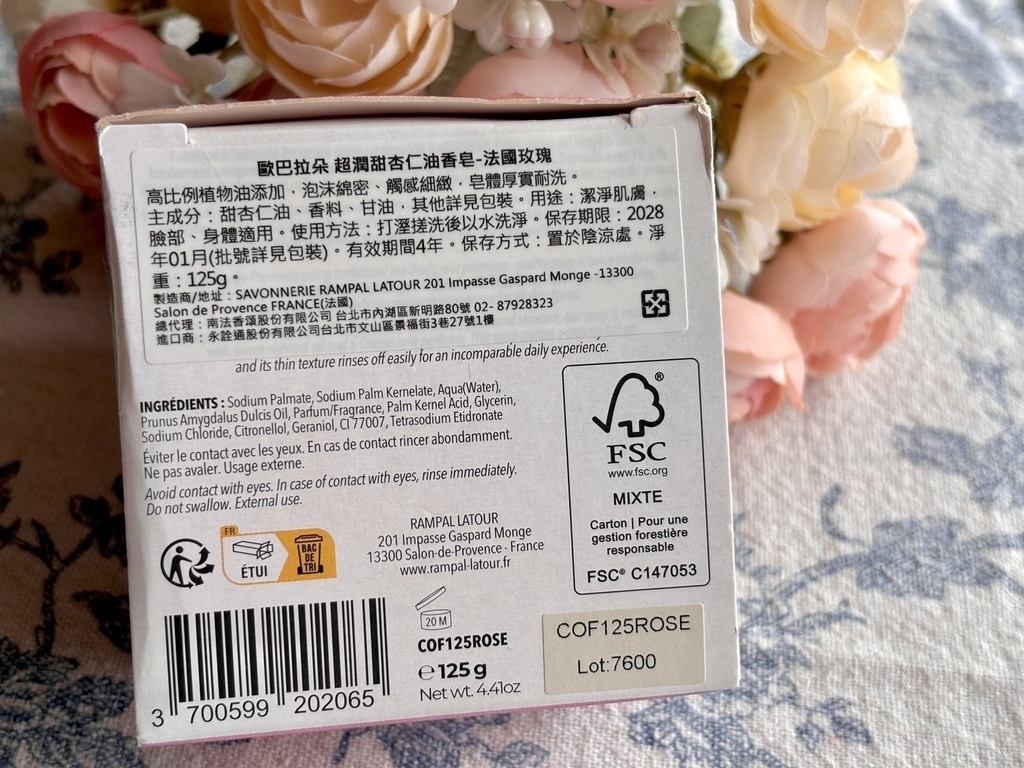 歐巴拉朵 超潤甜杏仁油香皂-法國玫瑰
高比例植物油添加，泡沫綿密、觸感細緻，皂體厚實耐洗。
主成分：甜杏仁油、香料、甘油，其他詳見包裝。用途：潔淨肌膚，
臉部、身體適用。使用方法：打溼搓洗後以水洗淨。保存期限：2028
年01月(批號詳見包裝)。有效期間4年。保存方式：置於陰涼處。淨
重：125g。
製造商/地址：SAVONNERIE RAMPAL LATOUR 201 Impasse Gaspard Monge -13300
Salon de Provence FRANCE(法國)
總代理：南法香頌股份有限公司 台北市內湖區新明路80號 02- 87928323
進口商：永詮通股份有限公司台北市文山區景福街3巷27號1樓
and its thin texture rinses off easily for an incomparable daily experience.
INGRÉDIENTS : Sodium Palmate, Sodium Palm Kernelate, Aqua(Water),
Prunus Amygdalus Dulcis Oil, Parfum/Fragrance, Palm Kernel Acid, Glycerin,
Sodium Chloride, Citronellol, Geraniol, CI 77007, Tetrasodium Etidronate
Éviter le contact avec les yeux. En cas de contact rincer abondamment.
Ne pas avaler. Usage externe.
Avoid contact with eyes. In case of contact with eyes, rinse immediately.
Do not swallow. External use.
FSC®
www.fsc.org
MIXTE
Carton | Pour une
gestion forestière
responsable
FSC® C147053
FR
ÉTUI
BAC
DE
TRI
RAMPAL LATOUR
201 Impasse Gaspard Monge
13300 Salon-de-Provence - France
www.rampal-latour.fr
20 M
COF125ROSE
e 125 g
Net wt. 4.41oz
COF125ROSE
Lot:7600
3 700599 202065